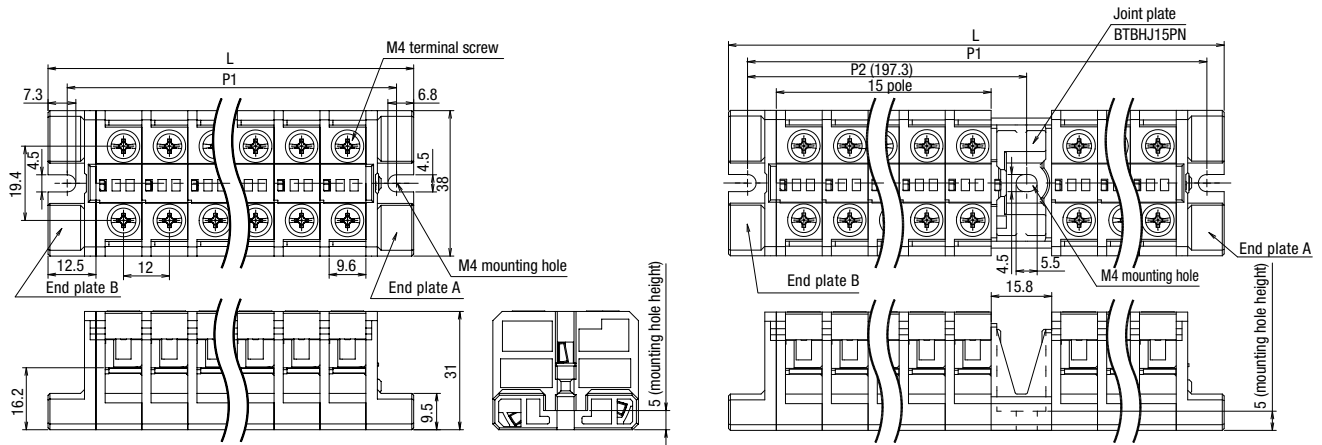 M4 terminal screw
L
P1
7.3
6.8
4.5
19.4
4.5
38
12.5
12
9.6
M4 mounting hole
End plate B
End plate A
16.2
31
9.5
5 (mounting hole height)
Joint plate
BTBHJ15PN
L
P1
P2 (197.3)
15 pole
End plate A
End plate B
4.5
5.5
M4 mounting hole
15.8
5 (mounting hole height)